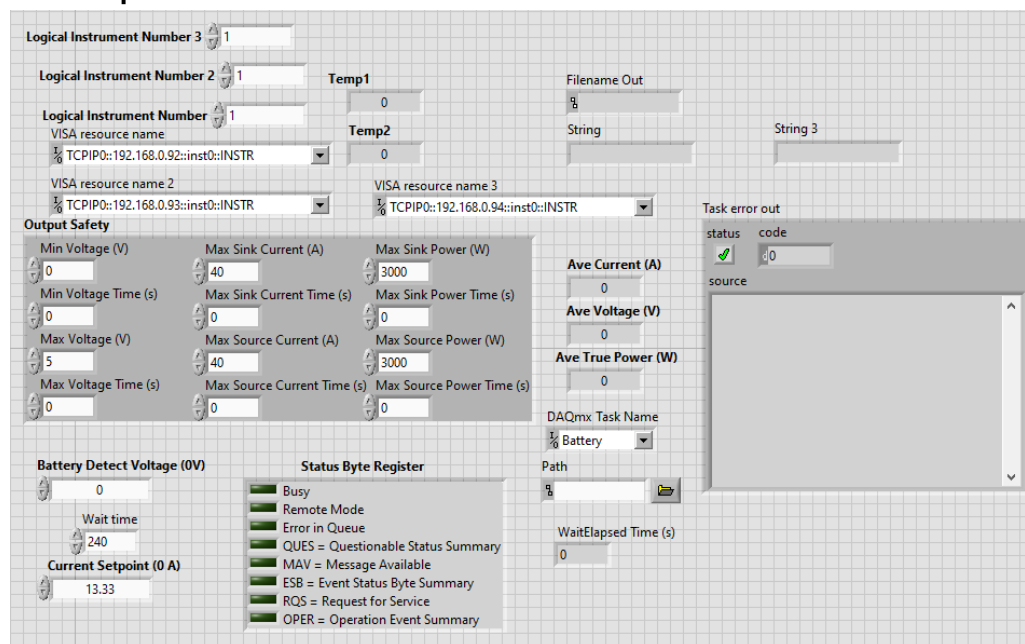 Logical Instrument Number 3
1
Logical Instrument Number 2
1
Logical Instrument Number
1
Temp1
0
Temp2
0
Filename Out
String
String 3
VISA resource name
TCPIP0::192.168.0.92::inst0::INSTR
VISA resource name 2
TCPIP0::192.168.0.93::inst0::INSTR
VISA resource name 3
TCPIP0::192.168.0.94::inst0::INSTR
Output Safety
Min Voltage (V)
0
Max Sink Current (A)
40
Max Sink Power (W)
3000
Min Voltage Time (s)
0
Max Sink Current Time (s)
0
Max Sink Power Time (s)
0
Max Voltage (V)
5
Max Source Current (A)
40
Max Source Power (W)
3000
Max Voltage Time (s)
0
Max Source Current Time (s)
0
Max Source Power Time (s)
0
Ave Current (A)
0
Ave Voltage (V)
0
Ave True Power (W)
0
DAQmx Task Name
Battery
Path
WaitElapsed Time (s)
0
Task error out
status
code
d0
source
Battery Detect Voltage (0V)
0
Wait time
240
Current Setpoint (0 A)
13.33
Status Byte Register
Busy
Remote Mode
Error in Queue
QUES = Questionable Status Summary
MAV = Message Available
ESB = Event Status Byte Summary
RQS = Request for Service
OPER = Operation Event Summary